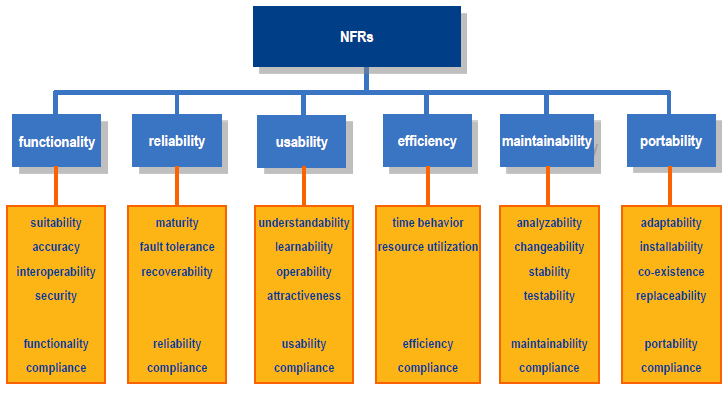 NFRs
functionality
reliability
usability
efficiency
maintainability
portability
suitability
accuracy
interoperability
security
functionality
compliance
maturity
fault tolerance
recoverability
reliability
compliance
understandability
learnability
operability
attractiveness
usability
compliance
time behavior
resource utilization
efficiency
compliance
analyzability
changeability
stability
testability
maintainability
compliance
adaptability
installability
co-existence
replaceability
portability
compliance